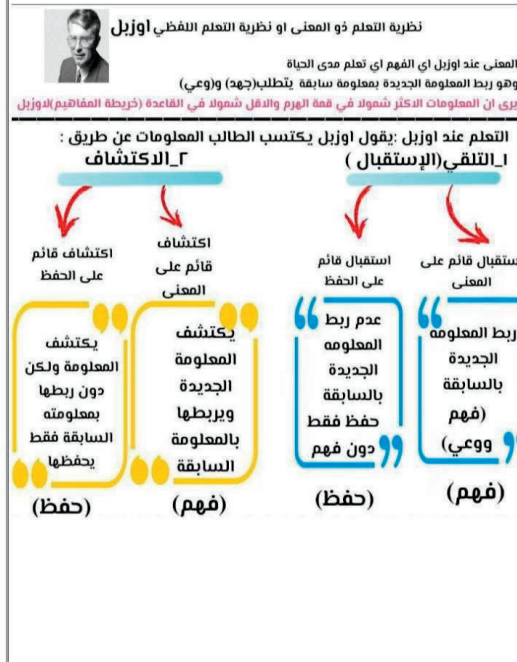 نظرية التعلم ذو المعنى او نظرية التعلم اللفظي اوزبل
المعنى عند اوزبل اي الفهم اي تعلم مدى الحياة
وهو ربط المعلومة الجديدة بمعلومة سابقة يتطلب(جهد) و(وعي)
يرى ان المعلومات الاكثر شمولا في قمة الهرم والاقل شمولا في القاعدة (خريطة المفاهيم)لاوزبل
التعلم عند اوزبل :يقول اوزبل يكتسب الطالب المعلومات عن طريق :
١_التلقي(الإستقبال )
٢_الاكتشاف
ستقبال قائم على
المعنى
استقبال قائم
على الحفظ
اكتشاف
قائم على
المعنى
اكتشاف قائم
على الحفظ
ربط المعلومه
الجديدة
بالسابقة
(فهم
ووعي)
(فهم)
عدم ربط
المعلومه
الجديدة
بالسابقة
حفظ فقط
دون فهم
(حفظ)
يكتشف
المعلومة
الجديدة
ويربطها
بالمعلومة
السابقة
(فهم)
يكتشف
المعلومة ولكن
دون ربطها
بمعلومته
السابقة فقط
يحفظها
(حفظ)